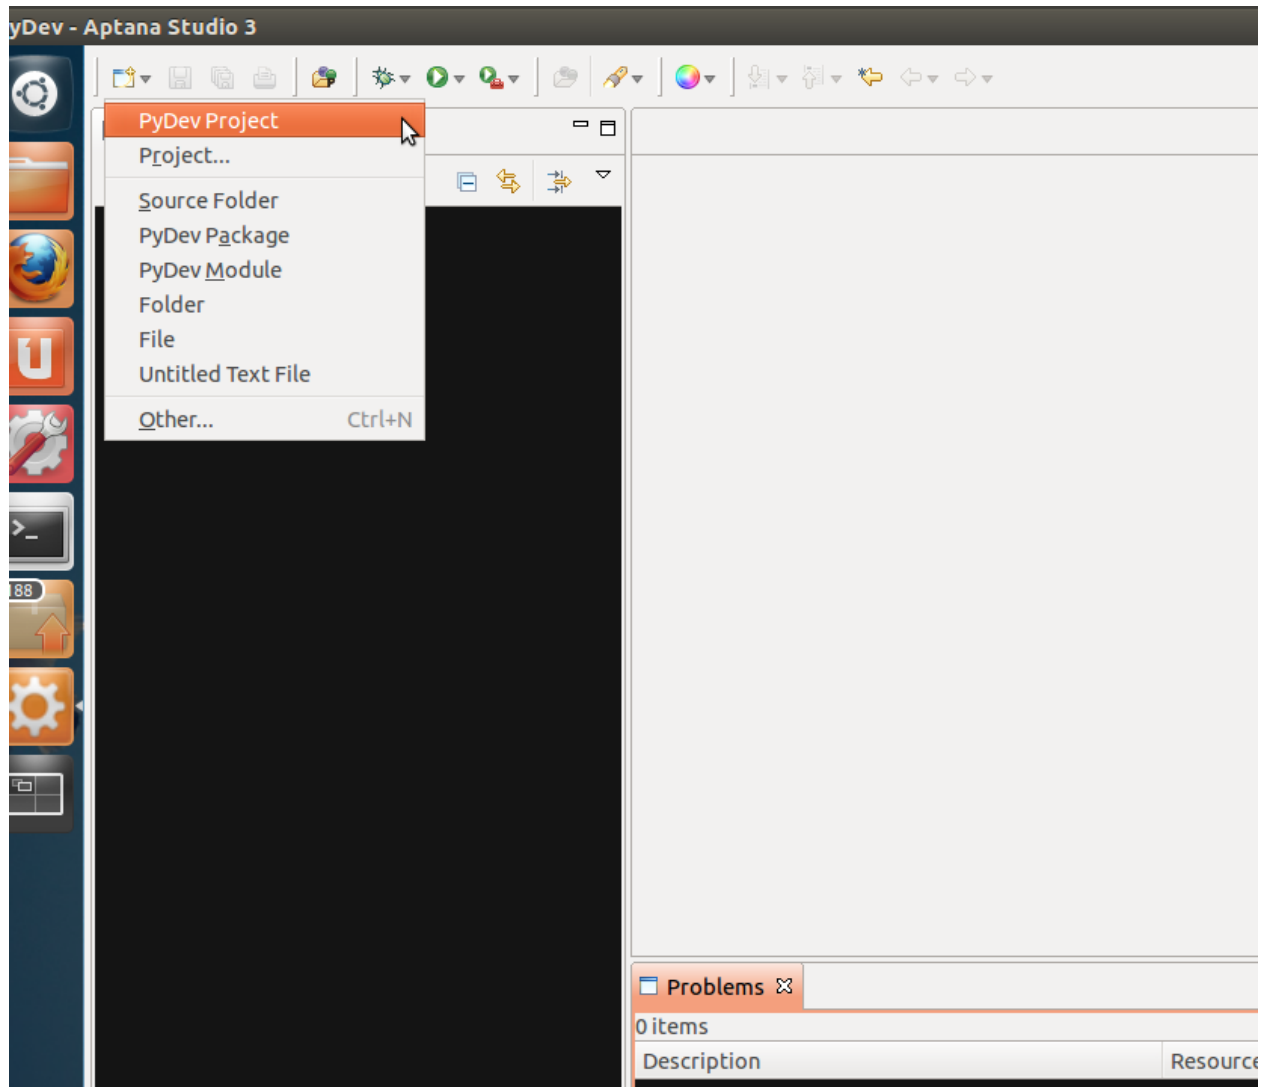 yDev - Aptana Studio 3
PyDev Project
Project...
Source Folder
PyDev Package
PyDev Module
Folder
File
Untitled Text File
Other... Ctrl+N
188
Problems
0 items
Description Resource